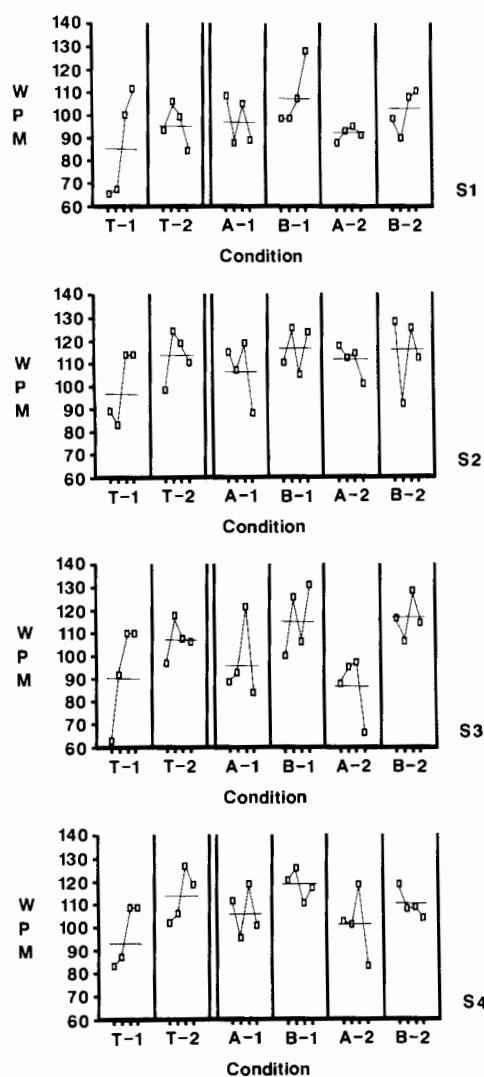 140
130
W 120
110
P 100
90
M 80
70
60
T-1 T-2 A-1 B-1 A-2 B-2
S1
Condition
140
130
W 120
110
P 100
90
M 80
70
60
T-1 T-2 A-1 B-1 A-2 B-2
S2
Condition
140
130
120
W 110
P 100
90
M 80
70
60
T-1 T-2 A-1 B-1 A-2 B-2
S3
Condition
140
130
120
W 110
P 100
90
M 80
70
60
T-1 T-2 A-1 B-1 A-2 B-2
S4
Condition